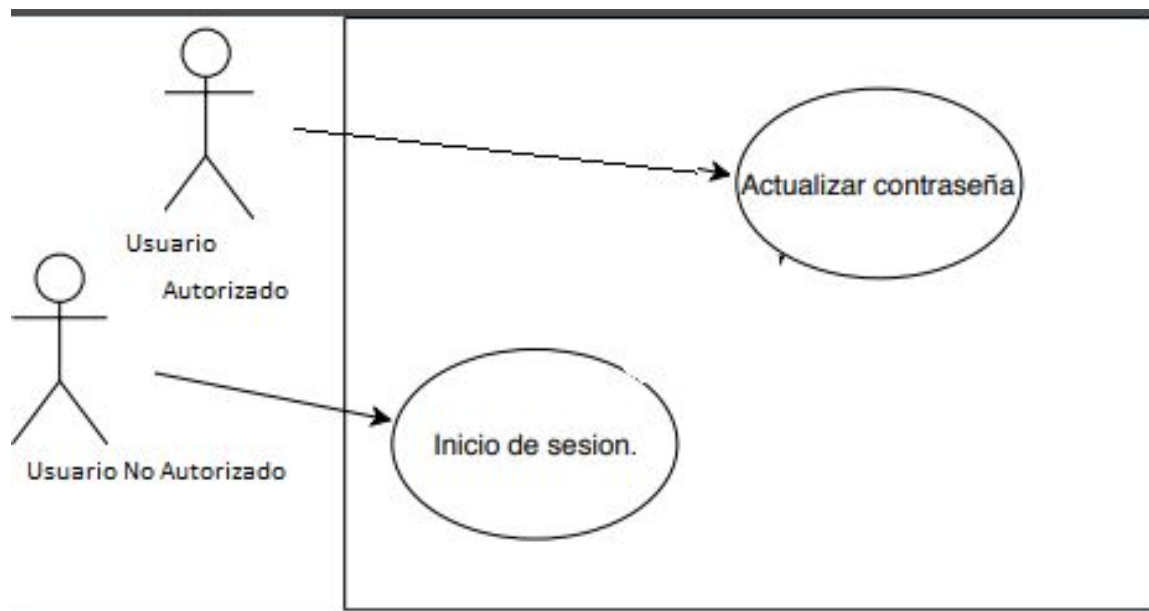 Usuario
Autorizado
Actualizar contraseña
Usuario No Autorizado
Inicio de sesion.